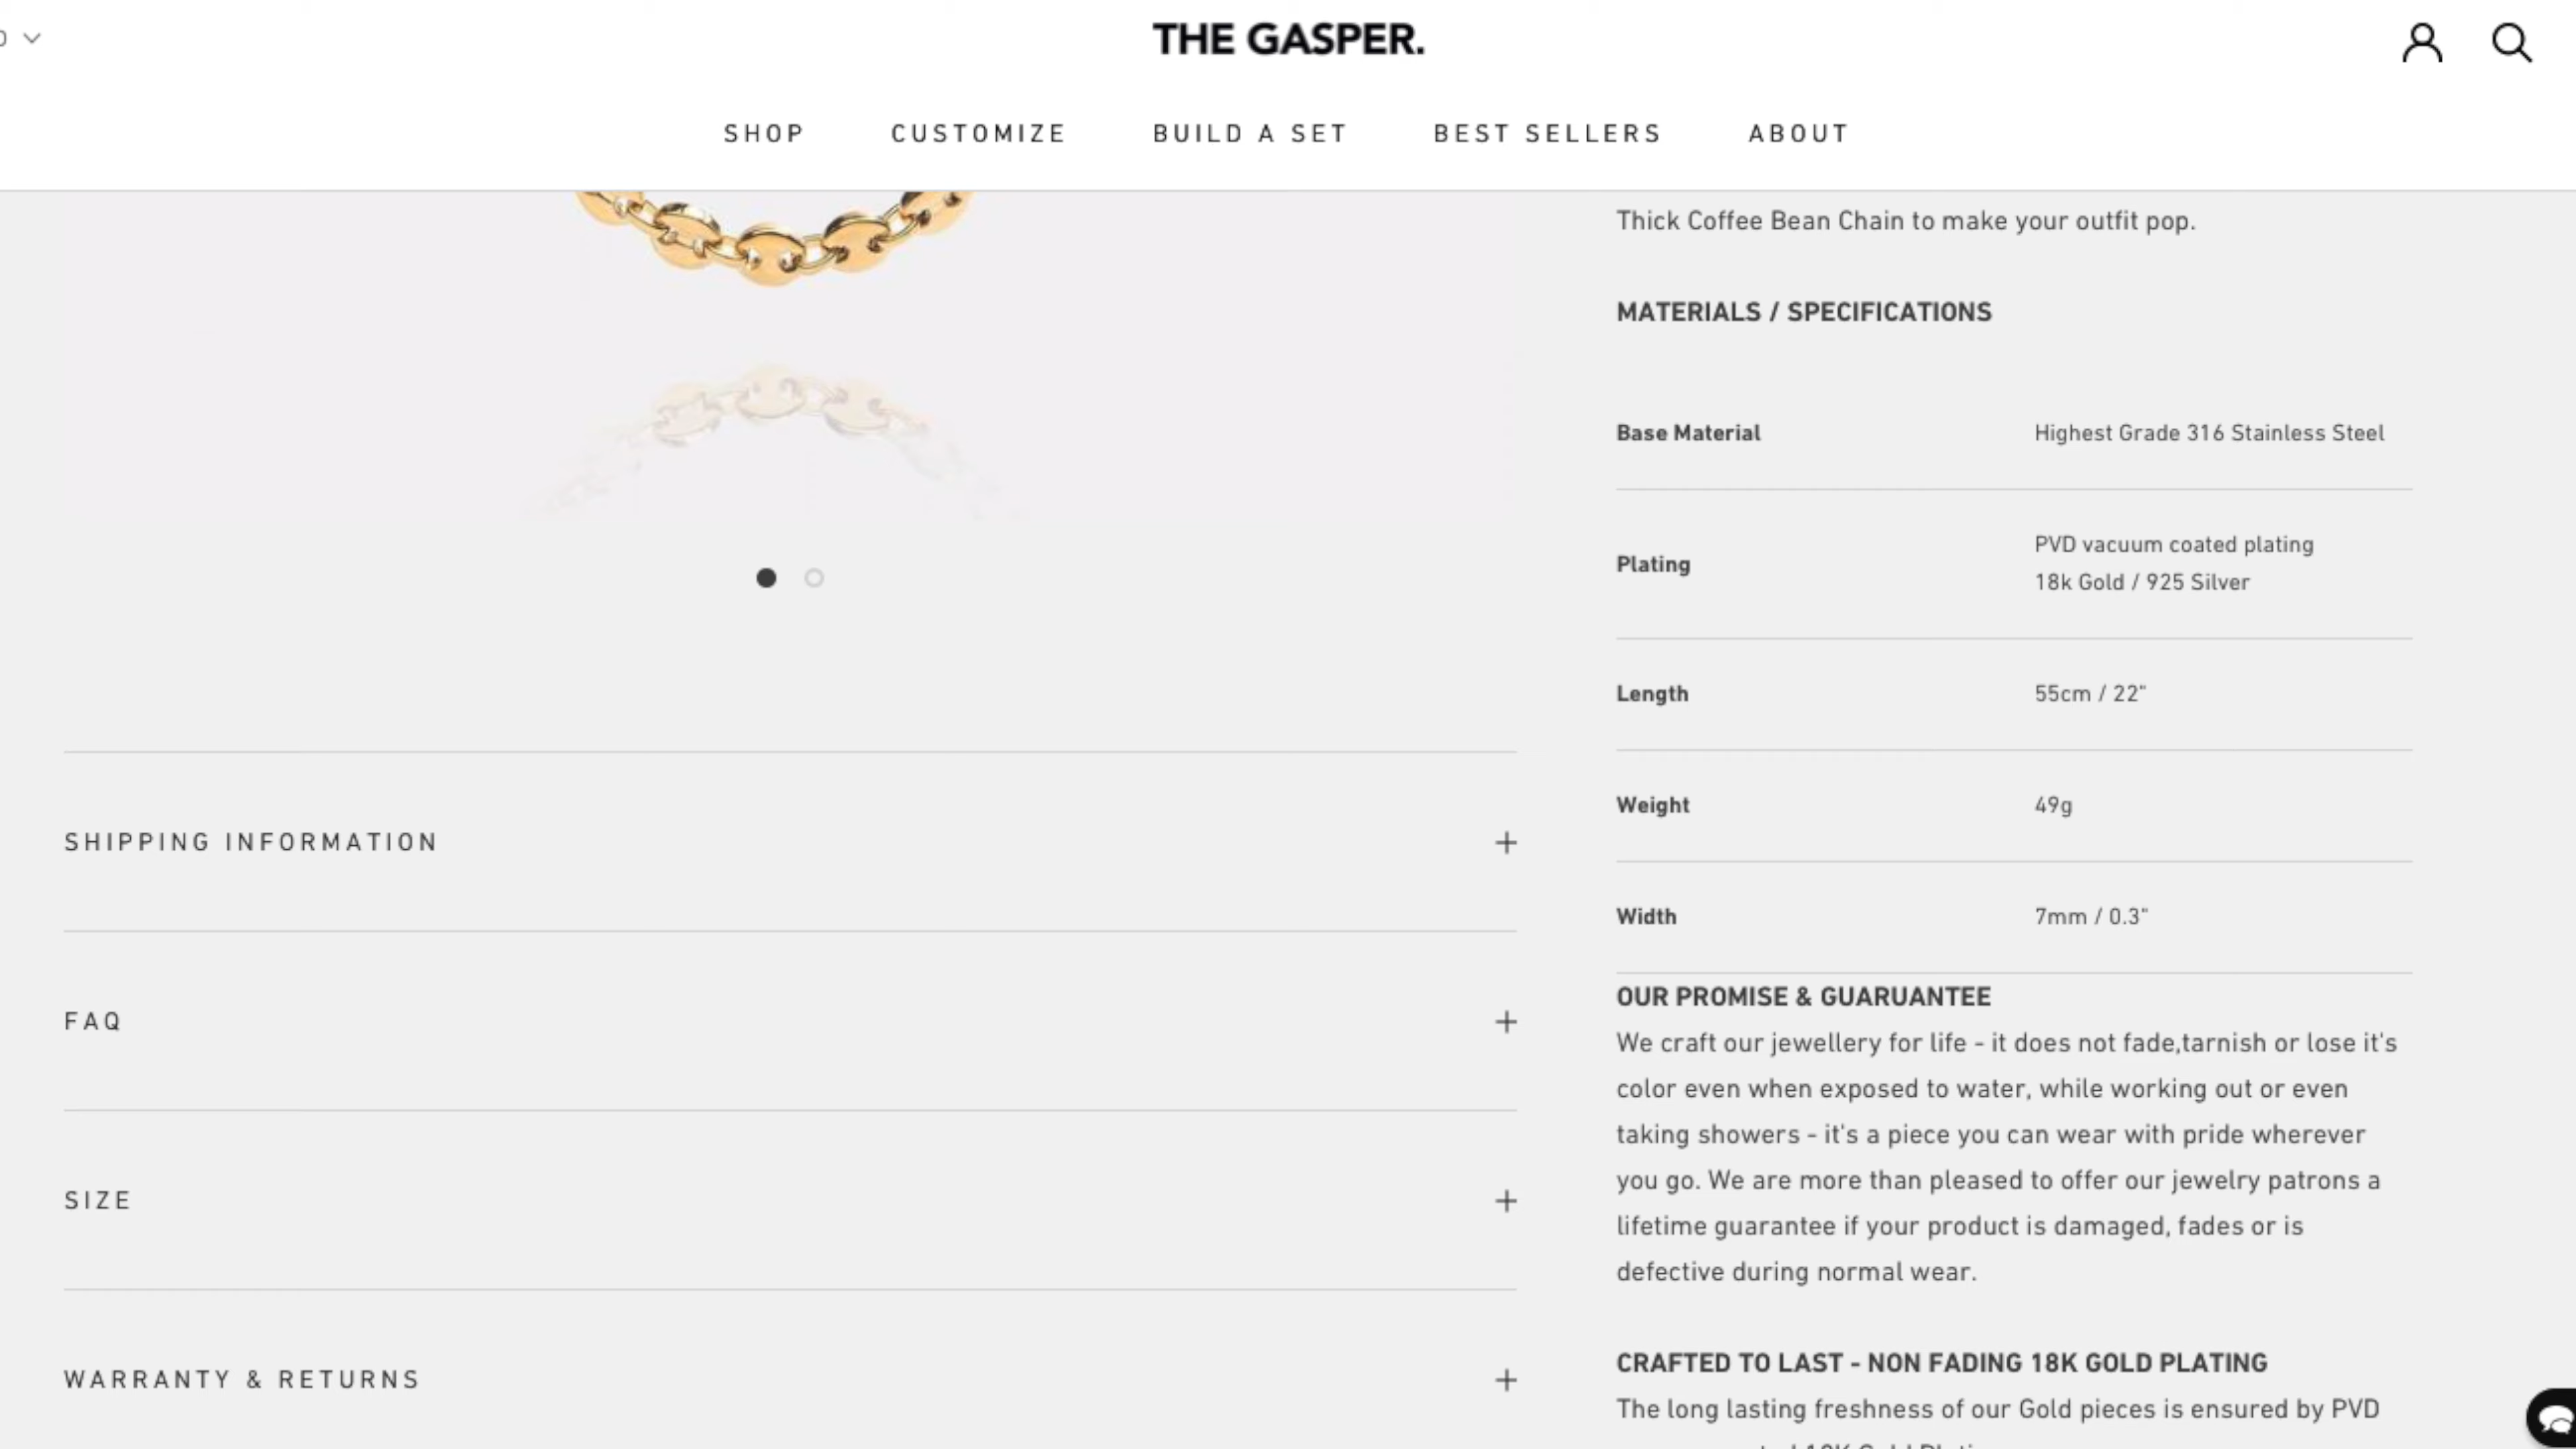 THE GASPER.
SHOP CUSTOMIZE BUILD A SET BEST SELLERS ABOUT
Thick Coffee Bean Chain to make your outfit pop.
MATERIALS / SPECIFICATIONS
Base Material Highest Grade 316 Stainless Steel
Plating PVD vacuum coated plating
18k Gold / 925 Silver
Length 55cm / 22"
Weight 49g
Width 7mm / 0.3"
OUR PROMISE & GUARUANTEE
We craft our jewellery for life - it does not fade,tarnish or lose it's
color even when exposed to water, while working out or even
taking showers - it's a piece you can wear with pride wherever
you go. We are more than pleased to offer our jewelry patrons a
lifetime guarantee if your product is damaged, fades or is
defective during normal wear.
CRAFTED TO LAST - NON FADING 18K GOLD PLATING
The long lasting freshness of our Gold pieces is ensured by PVD
SHIPPING INFORMATION
FAQ
SIZE
WARRANTY & RETURNS